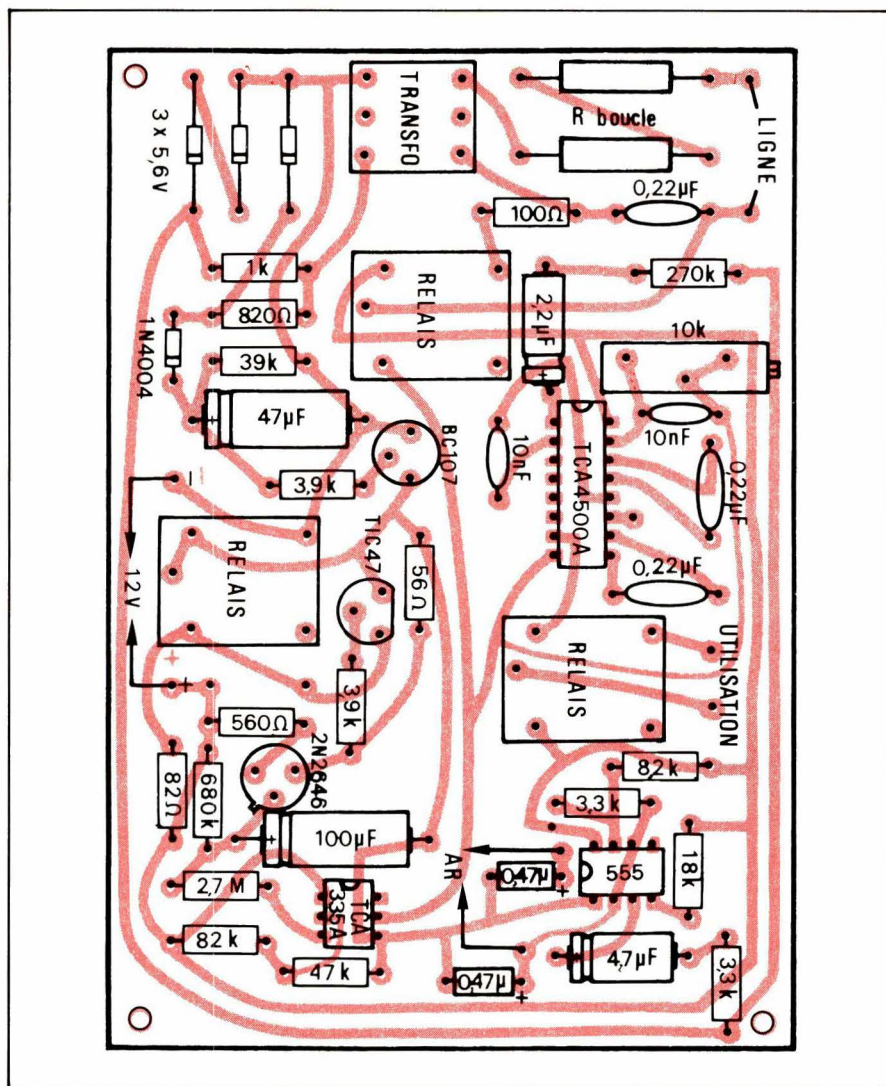 3 x 5,6V
TRANSFO
R boucle
LIGNE
0,22µF
100Ω
1k
RELAIS
2,2µF
270k
820Ω
1N4004
39k
10k
+
47µF
BC107
10nF
TCA4500A
10nF
0,22µF
−
3,9k
12V
RELAIS
TIC47
56Ω
0,22µF
+
+
3,9k
RELAIS
UTILISATION
560Ω
2N2646
8,2k
82Ω
680k
3,3k
+
100µF
AR
0,47µ
+
555
18k
2,7M
TCA
335A
82k
47k
0,47µ
+
+
4,7µF
3,3k